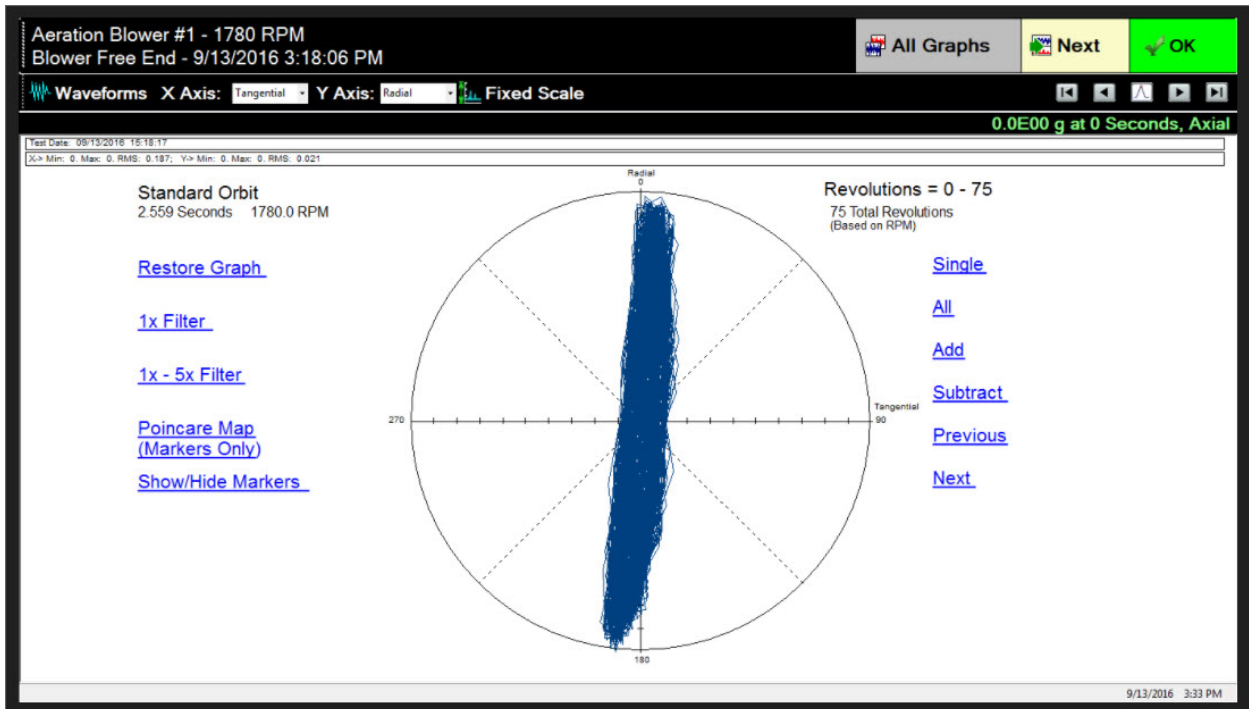 Aeration Blower #1 - 1780 RPM
Blower Free End - 9/13/2016 3:18:06 PM
All Graphs
Next
OK
Waveforms X Axis: Tangential Y Axis: Radial Fixed Scale
0.0E00 g at 0 Seconds, Axial
Test Date: 09/13/2016 15:18:17
X-> Min: 0. Max: 0. RMS: 0.187; Y-> Min: 0. Max: 0. RMS: 0.021
Standard Orbit
2.559 Seconds 1780.0 RPM
Restore Graph
1x Filter
1x - 5x Filter
Poincare Map
(Markers Only)
Show/Hide Markers
Radial
0
270
Tangential
90
180
Revolutions = 0 - 75
75 Total Revolutions
(Based on RPM)
Single
All
Add
Subtract
Previous
Next
9/13/2016 3:33 PM